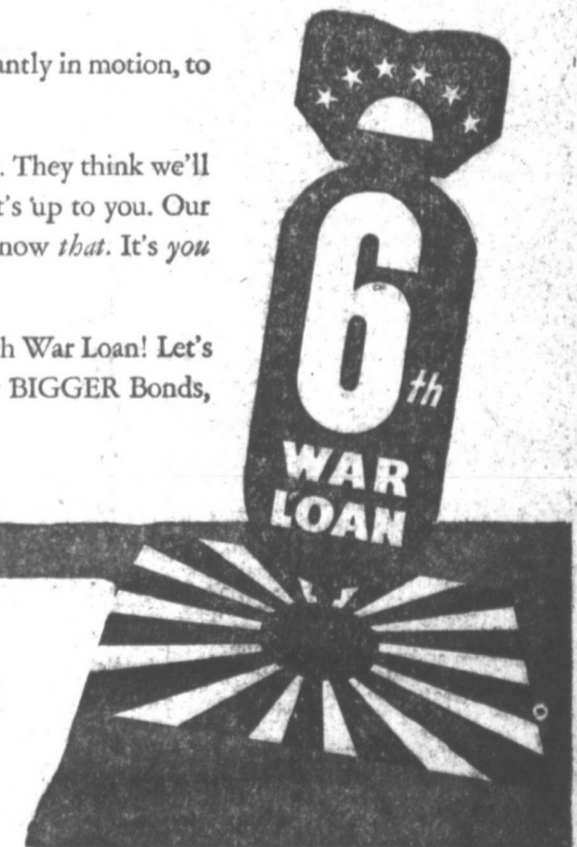 antly in motion, to
. They think we'll
t's up to you. Our
now that. It's you
h War Loan! Let's
BIGGER Bonds,
6th
WAR
LOAN